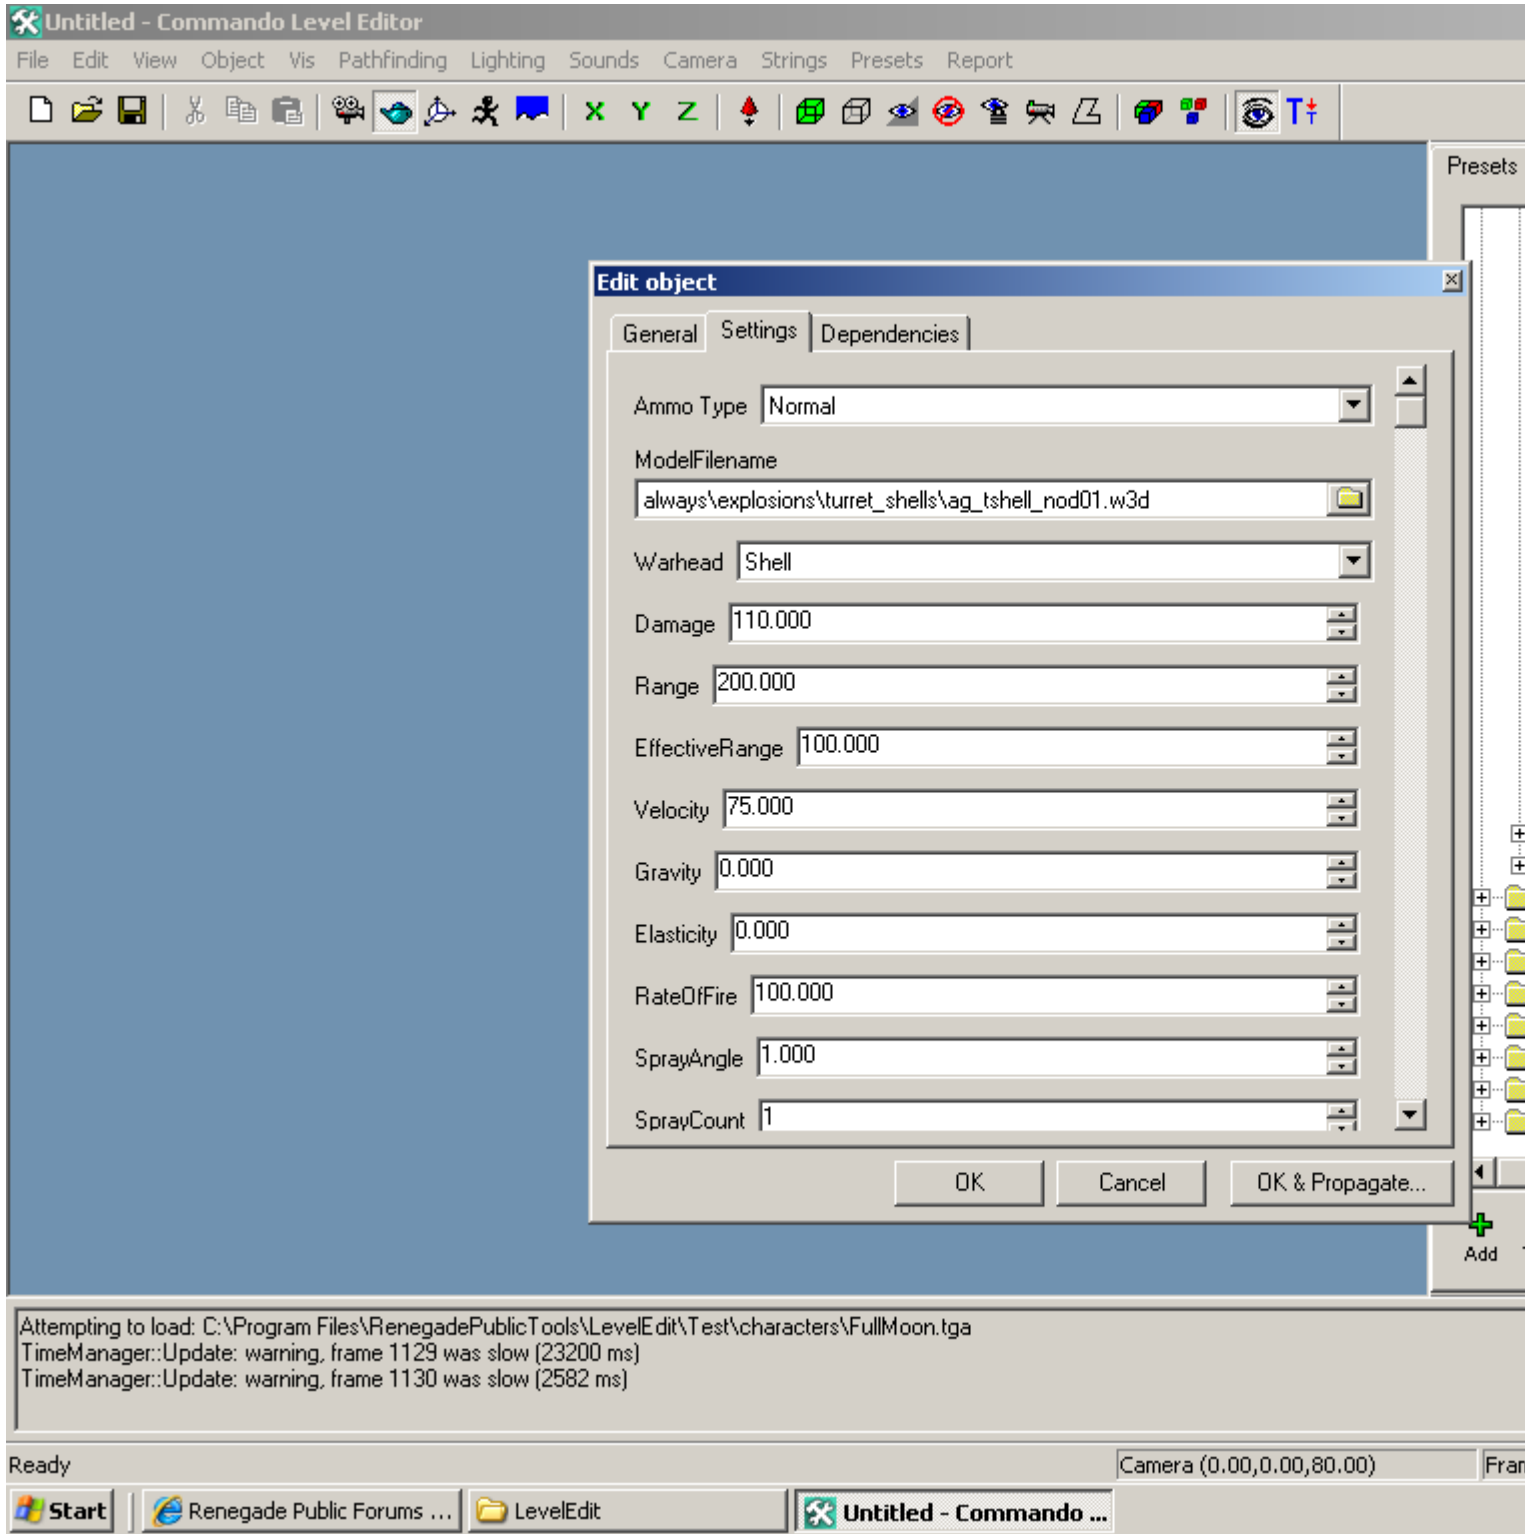 Untitled - Commando Level Editor
File Edit View Object Vis Pathfinding Lighting Sounds Camera Strings Presets Report
X Y Z T
Presets
Edit object
General Settings Dependencies
Ammo Type Normal
ModelFilename
always\explosions\turret_shells\ag_tshell_nod01.w3d
Warhead Shell
Damage 110.000
Range 200.000
EffectiveRange 100.000
Velocity 75.000
Gravity 0.000
Elasticity 0.000
RateOfFire 100.000
SprayAngle 1.000
SprayCount 1
OK Cancel OK & Propagate...
Add
Attempting to load: C:\Program Files\RenegadePublicTools\LevelEdit\Test\characters\FullMoon.tga
TimeManager::Update: warning, frame 1129 was slow (23200 ms)
TimeManager::Update: warning, frame 1130 was slow (2582 ms)
Ready Camera (0.00,0.00,80.00)
Start Renegade Public Forums ... LevelEdit Untitled - Commando ...